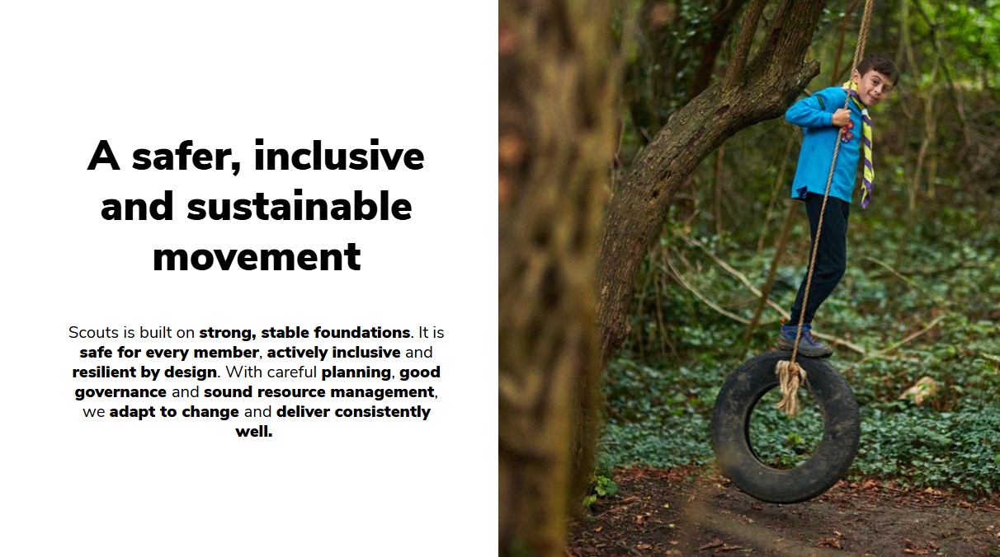 A safer, inclusive
and sustainable
movement
Scouts is built on strong, stable foundations. It is
safe for every member, actively inclusive and
resilient by design. With careful planning, good
governance and sound resource management,
we adapt to change and deliver consistently
well.